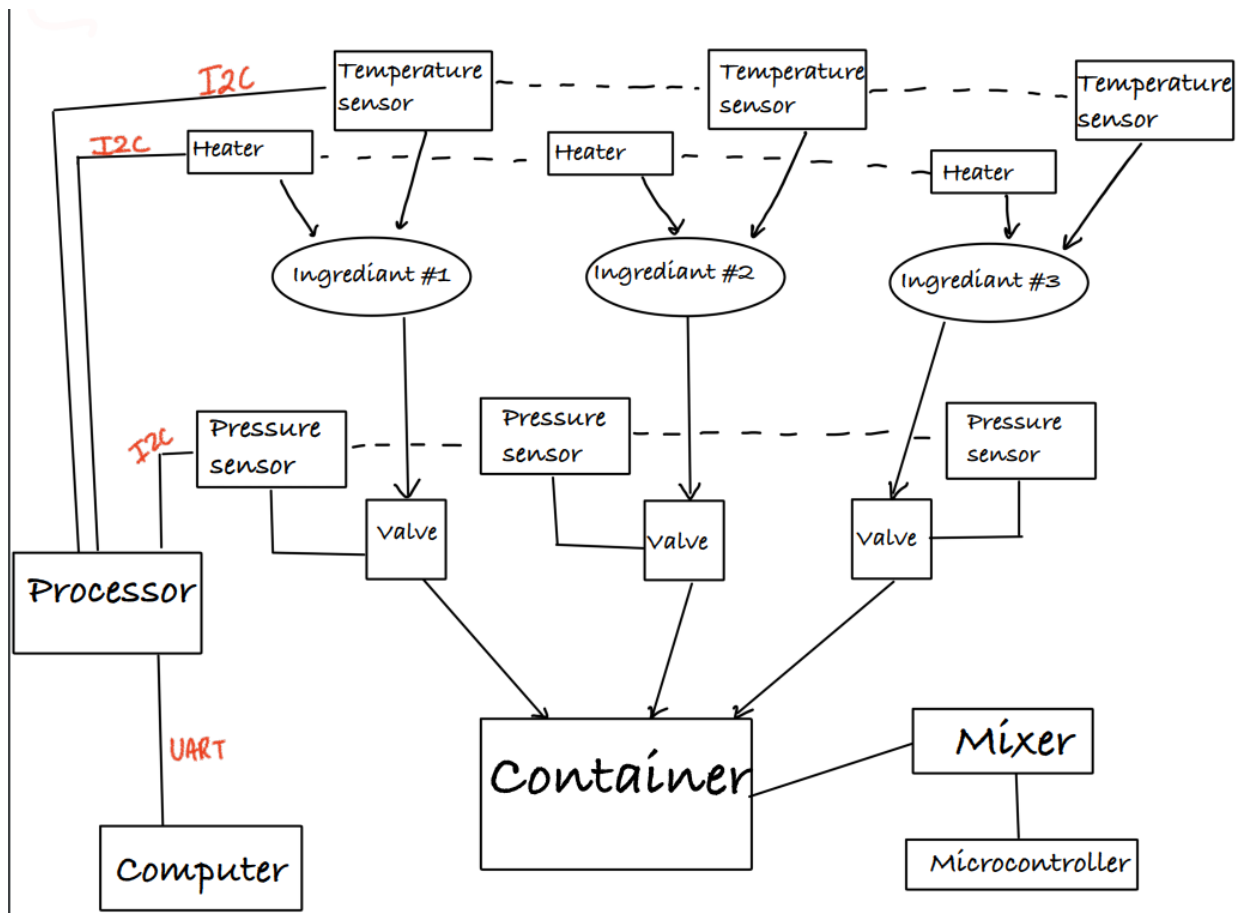 I2C
Temperature
sensor
Temperature
sensor
Temperature
sensor
I2C
Heater
Heater
Heater
Ingrediant #1
Ingrediant #2
Ingrediant #3
I2C
Pressure
sensor
Pressure
sensor
Pressure
sensor
Valve
Valve
Valve
Processor
UART
Container
Mixer
Computer
Microcontroller